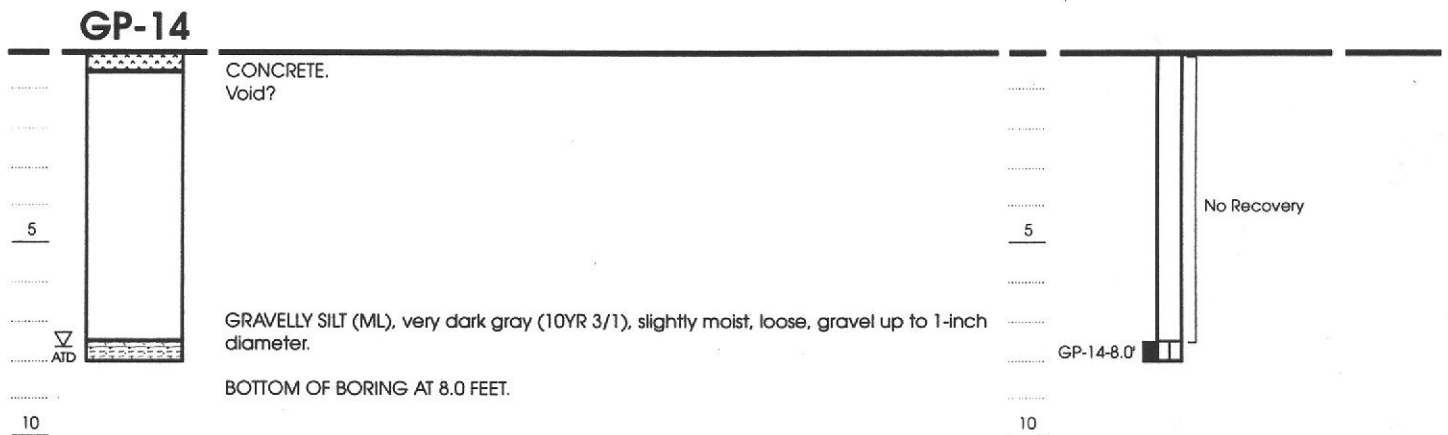 GP-14
CONCRETE.
Void?
No Recovery
5
5
GRAVELLY SILT (ML), very dark gray (10YR 3/1), slightly moist, loose, gravel up to 1-inch
diameter.
ATD
GP-14-8.0'
BOTTOM OF BORING AT 8.0 FEET.
10
10